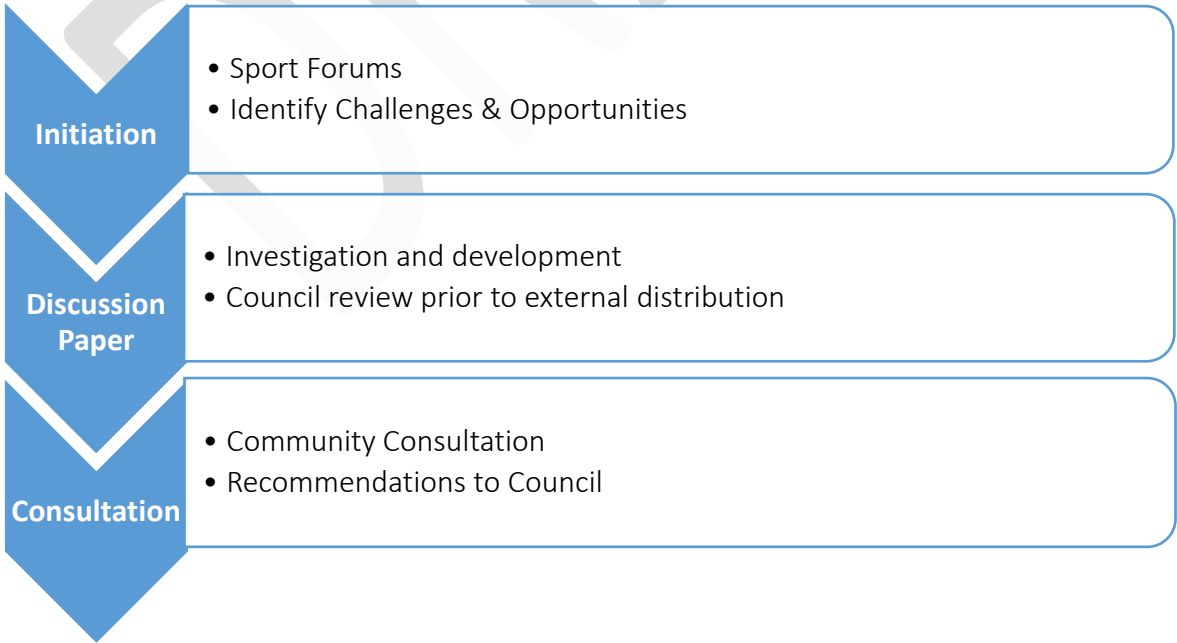 Initiation
• Sport Forums
• Identify Challenges & Opportunities
Discussion
Paper
• Investigation and development
• Council review prior to external distribution
Consultation
• Community Consultation
• Recommendations to Council